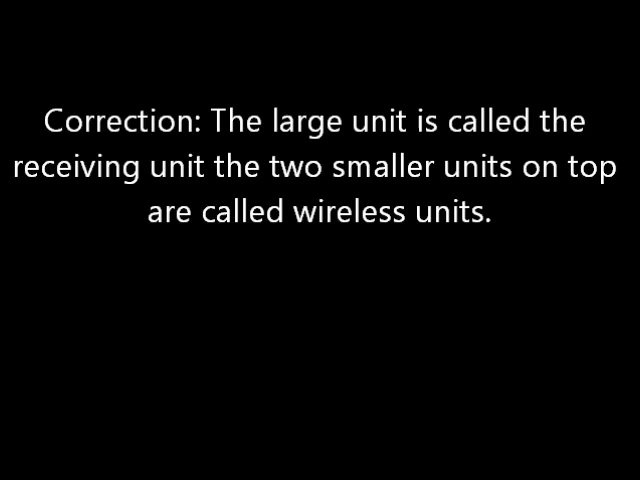 Correction: The large unit is called the
receiving unit the two smaller units on top
are called wireless units.